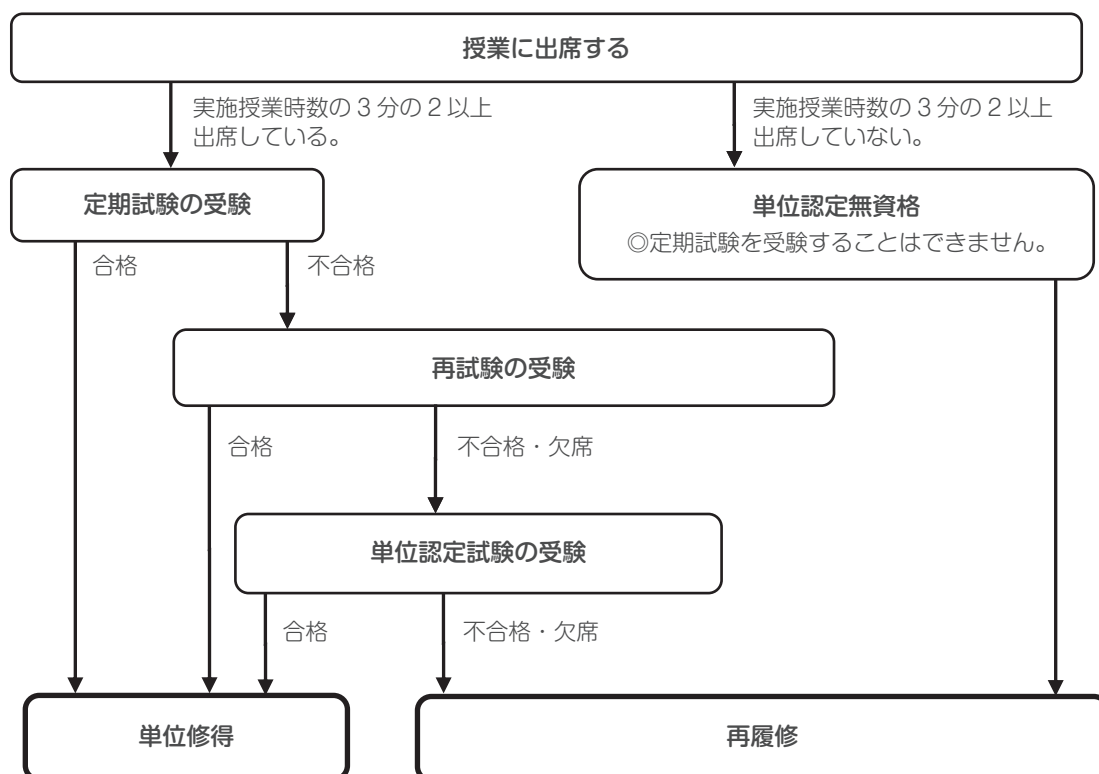 授業に出席する
実施授業時数の３分の２以上
出席している。
実施授業時数の３分の２以上
出席していない。
定期試験の受験
単位認定無資格
◎定期試験を受験することはできません。
合格
不合格
再試験の受験
合格
不合格・欠席
単位認定試験の受験
合格
不合格・欠席
単位修得
再履修